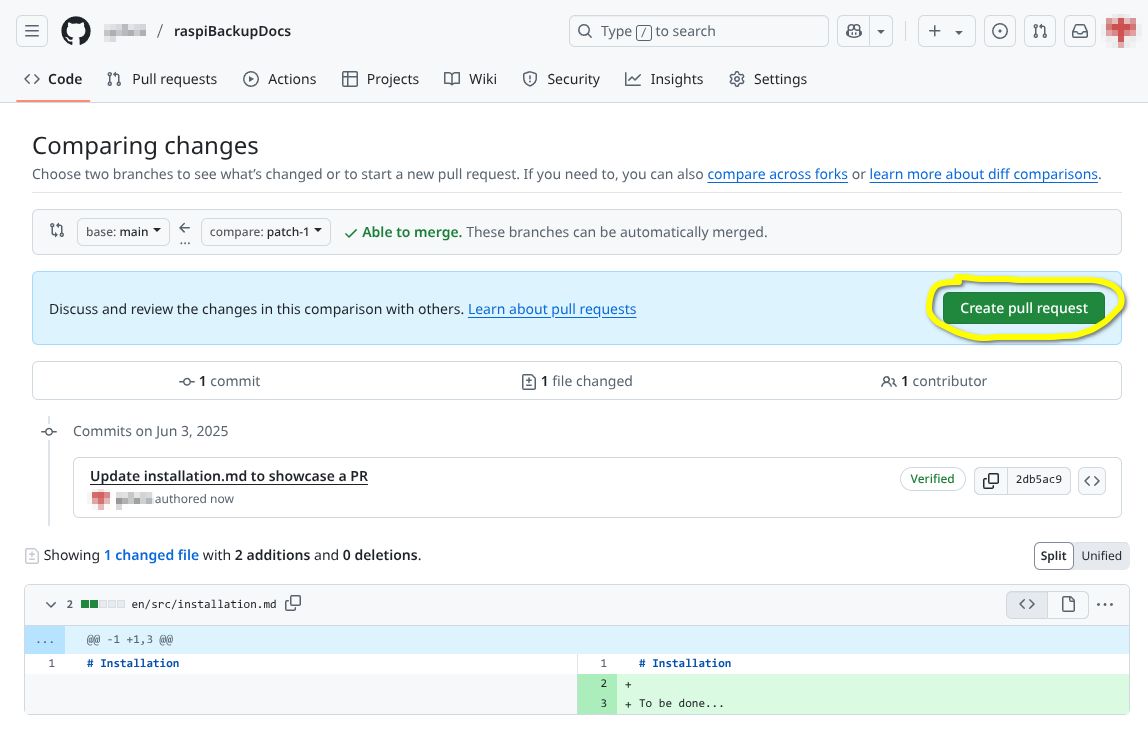 / raspiBackupDocs
Type / to search
Code Pull requests Actions Projects Wiki Security Insights Settings
Comparing changes
Choose two branches to see what's changed or to start a new pull request. If you need to, you can also compare across forks or learn more about diff comparisons.
base: main ... compare: patch-1 Able to merge. These branches can be automatically merged.
Discuss and review the changes in this comparison with others. Learn about pull requests Create pull request
1 commit 1 file changed 1 contributor
Commits on Jun 3, 2025
Update installation.md to showcase a PR
Verified 2db5ac9
authored now
Showing 1 changed file with 2 additions and 0 deletions.
Split Unified
2 en/src/installation.md
... @@ -1 +1,3 @@
1 # Installation 1 # Installation
2 +
3 + To be done...